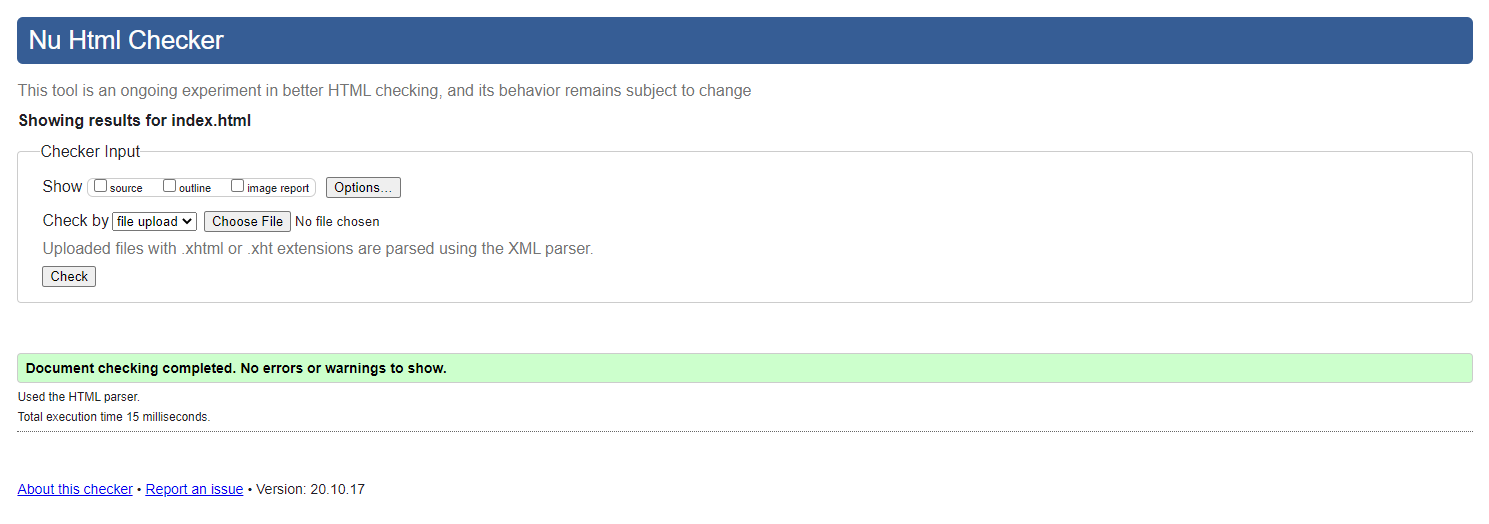 Nu Html Checker
This tool is an ongoing experiment in better HTML checking, and its behavior remains subject to change
Showing results for index.html
Checker Input
Show source outline image report Options...
Check by file upload Choose File No file chosen
Uploaded files with .xhtml or .xht extensions are parsed using the XML parser.
Check
Document checking completed. No errors or warnings to show.
Used the HTML parser.
Total execution time 15 milliseconds.
About this checker • Report an issue • Version: 20.10.17